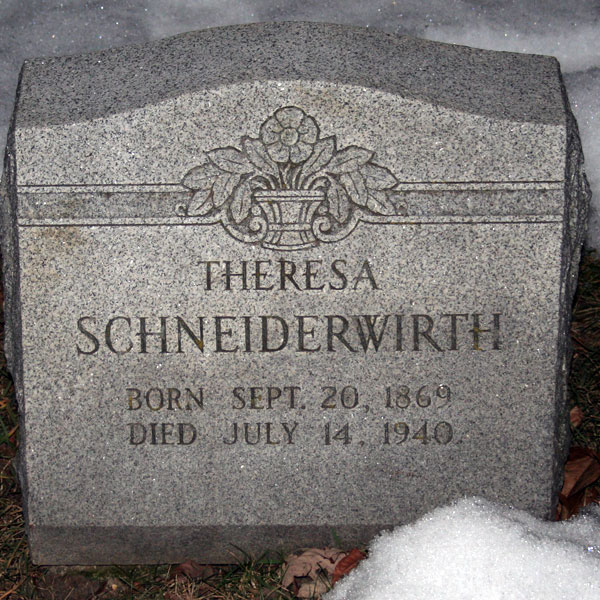 THERESA
SCHNEIDERWIRTH
BORN SEPT. 20, 1869
DIED JULY 14, 1940.